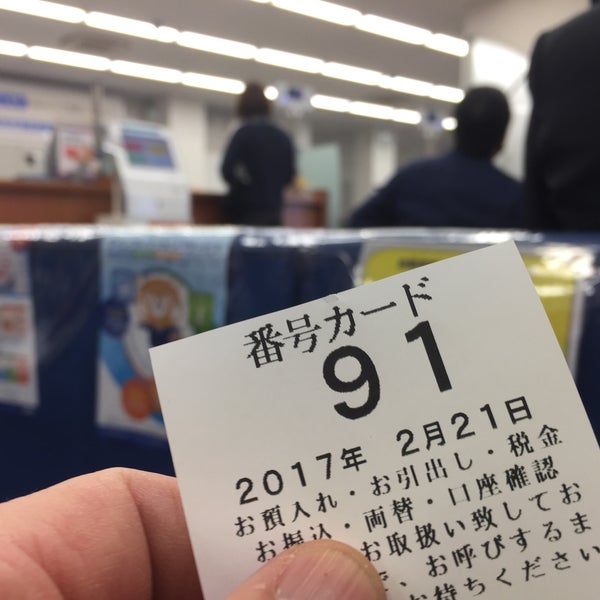 番号カード
91
2017年 2月21日
お預入れ・お引出し・税金
お振込・両替・口座確認
お取扱い致してお
、お呼びするま
お待ちください